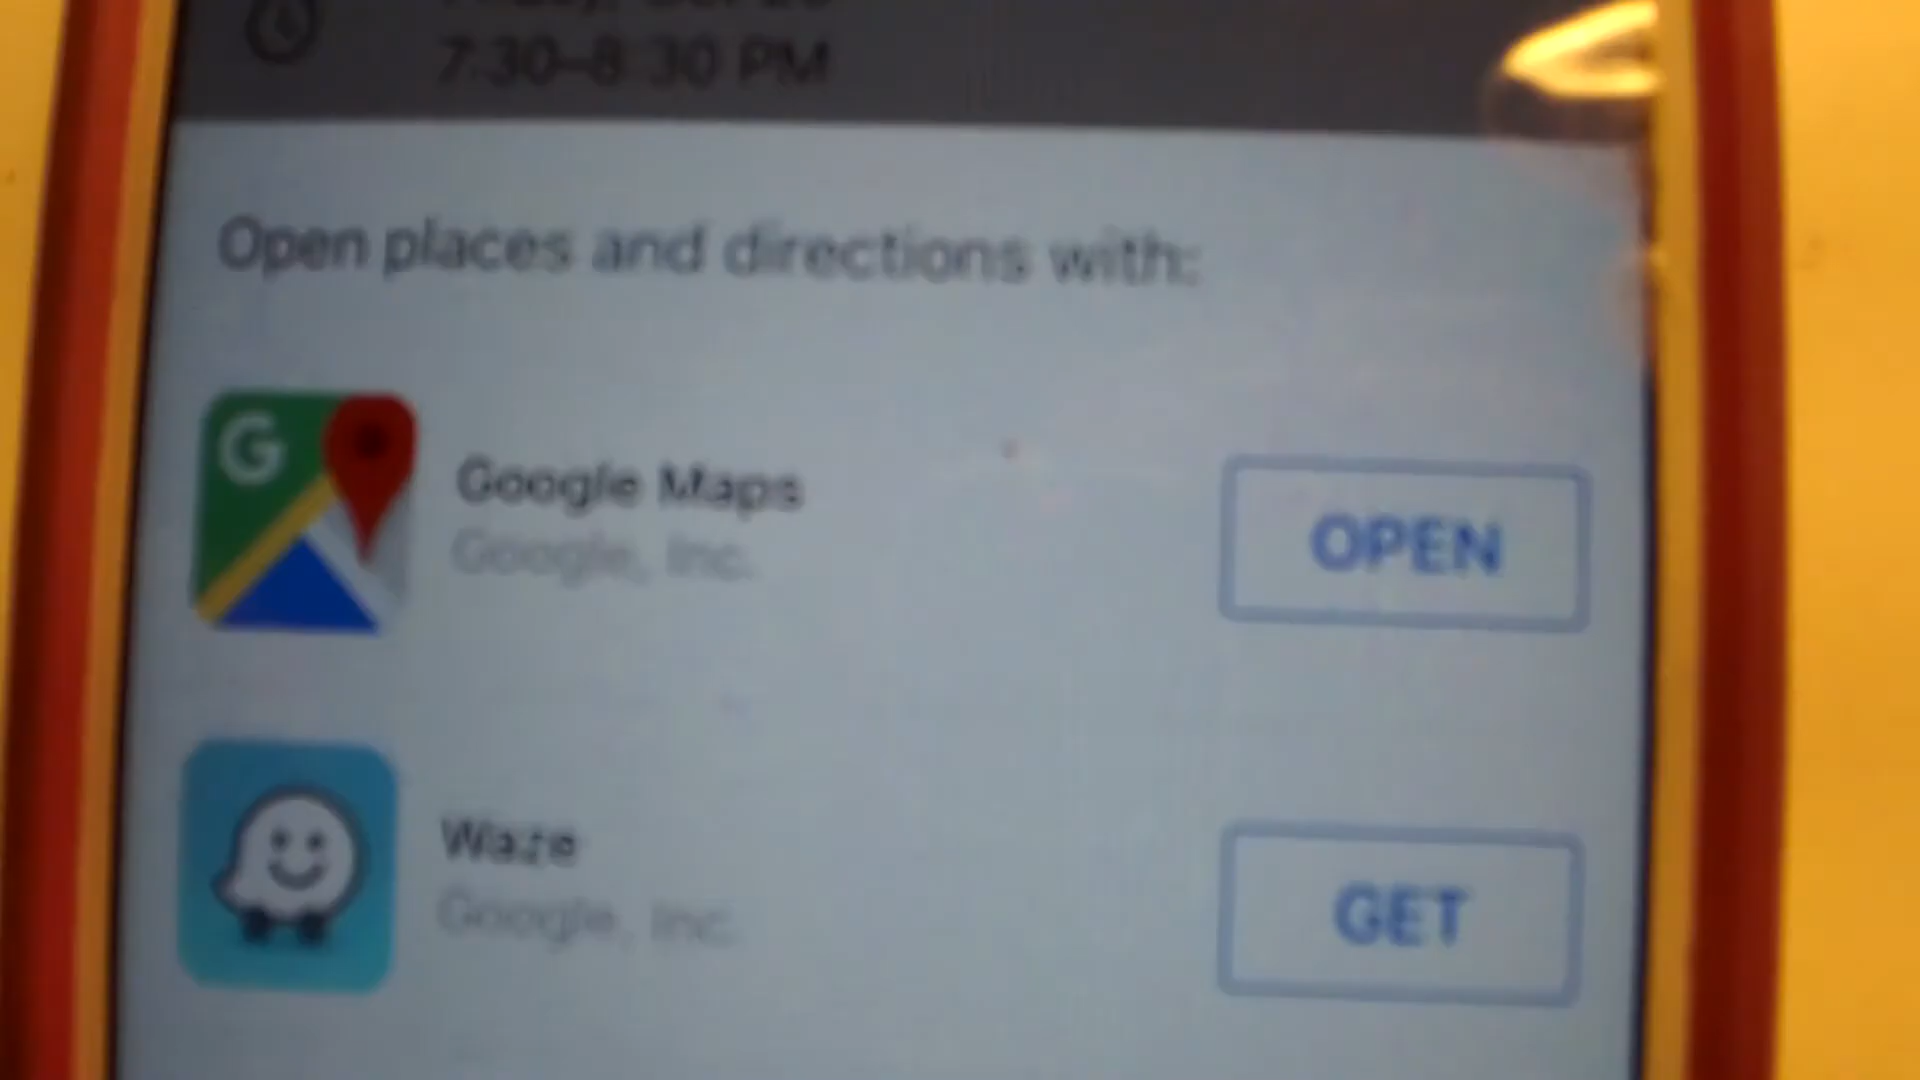 7:30–8:30 PM
Open places and directions with:
G
Google Maps
Google, Inc.
OPEN
Waze
Google, Inc.
GET